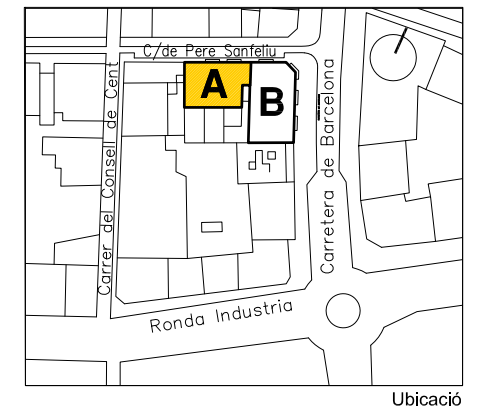 C/de Pere Sanfeliu
A
B
Carrer del Consell de Cent
Carretera de Barcelona
Ronda Industria
Ubicació